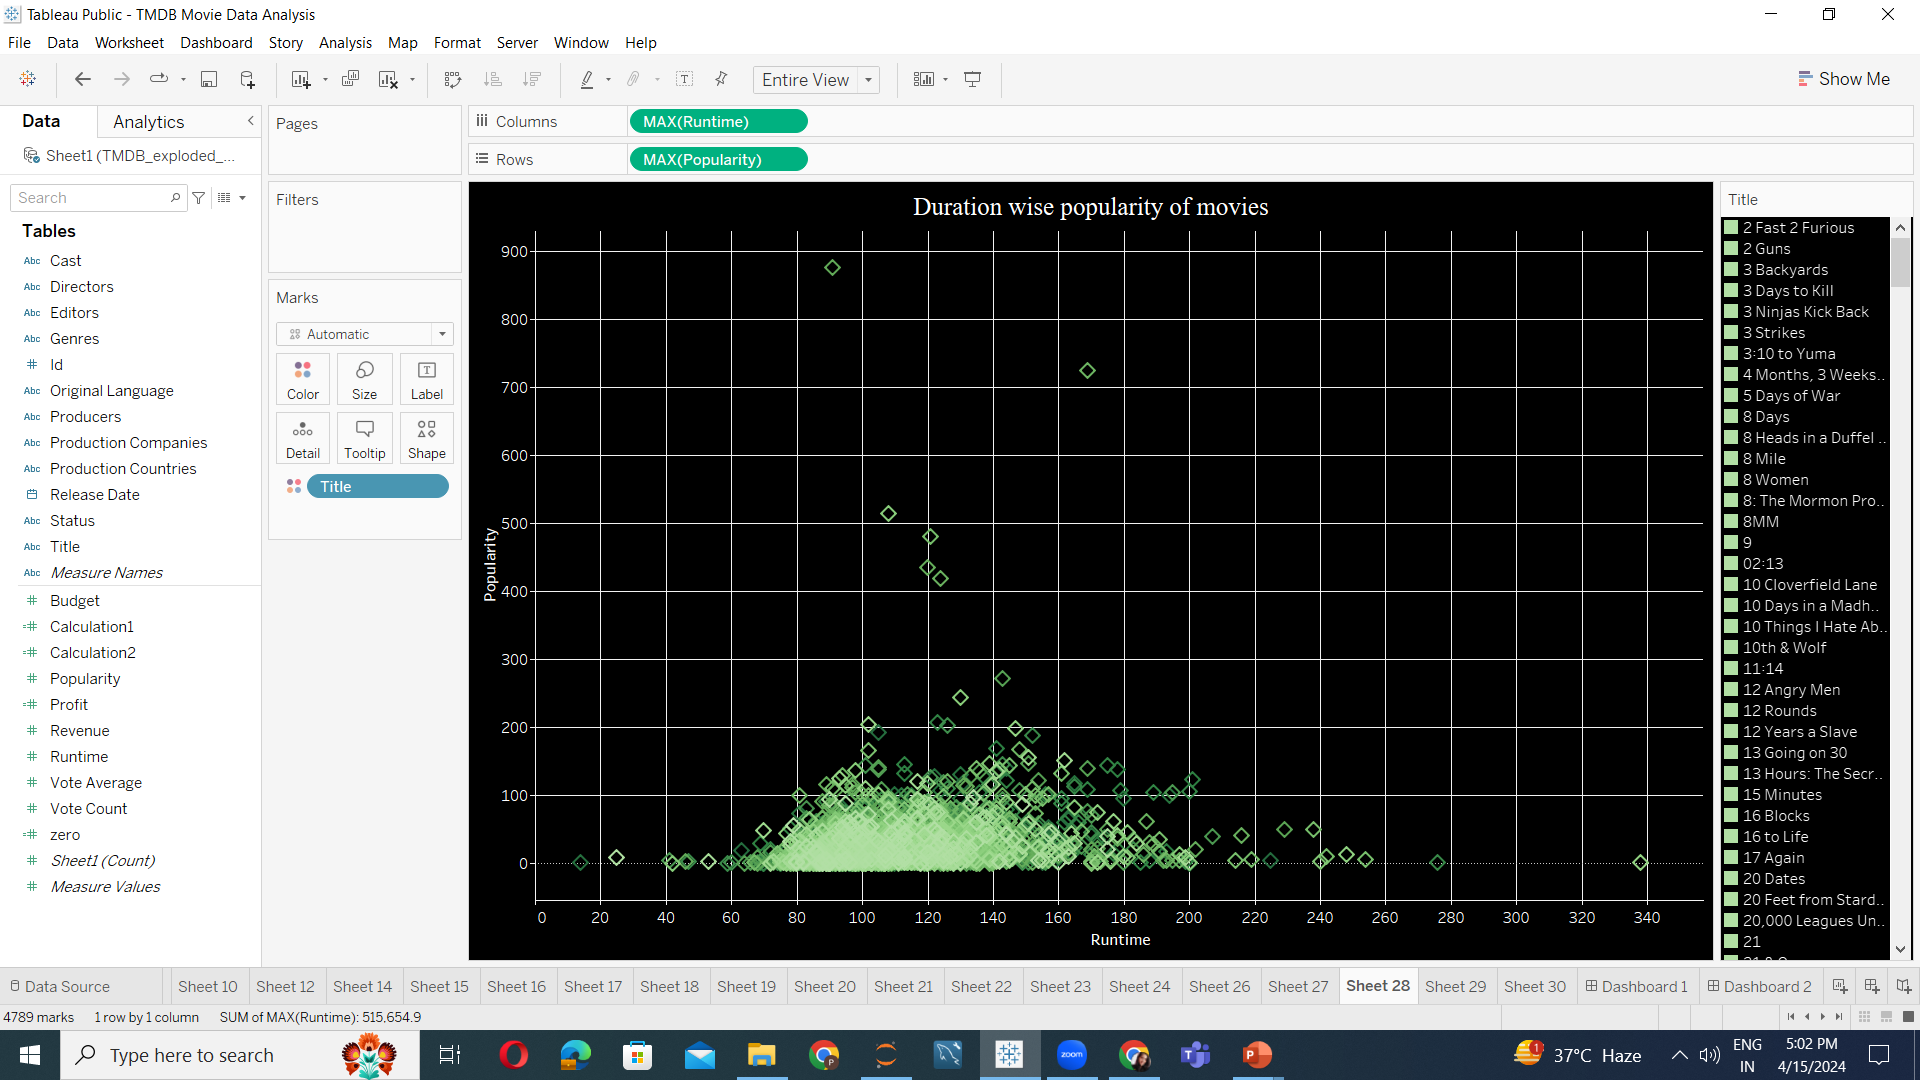 Tableau Public - TMDB Movie Data Analysis
File Data Worksheet Dashboard Story Analysis Map Format Server Window Help
Entire View
Show Me
Data Analytics
Sheet1 (TMDB_exploded_...
Search
Tables
Abc Cast
Abc Directors
Abc Editors
Abc Genres
# Id
Abc Original Language
Abc Producers
Abc Production Companies
Abc Production Countries
Release Date
Abc Status
Abc Title
Abc Measure Names
# Budget
=# Calculation1
=# Calculation2
# Popularity
=# Profit
# Revenue
# Runtime
# Vote Average
# Vote Count
=# zero
# Sheet1 (Count)
# Measure Values
Pages
Filters
Marks
Automatic
Color Size Label
Detail Tooltip Shape
Title
Columns MAX(Runtime)
Rows MAX(Popularity)
Duration wise popularity of movies
900
800
700
600
500
400
300
200
100
0
Popularity
0 20 40 60 80 100 120 140 160 180 200 220 240 260 280 300 320 340
Runtime
Title
2 Fast 2 Furious
2 Guns
3 Backyards
3 Days to Kill
3 Ninjas Kick Back
3 Strikes
3:10 to Yuma
4 Months, 3 Weeks..
5 Days of War
8 Days
8 Heads in a Duffel ..
8 Mile
8 Women
8: The Mormon Pro..
8MM
9
02:13
10 Cloverfield Lane
10 Days in a Madh..
10 Things I Hate Ab..
10th & Wolf
11:14
12 Angry Men
12 Rounds
12 Years a Slave
13 Going on 30
13 Hours: The Secr..
15 Minutes
16 Blocks
16 to Life
17 Again
20 Dates
20 Feet from Stard..
20,000 Leagues Un..
21
Data Source Sheet 10 Sheet 12 Sheet 14 Sheet 15 Sheet 16 Sheet 17 Sheet 18 Sheet 19 Sheet 20 Sheet 21 Sheet 22 Sheet 23 Sheet 24 Sheet 26 Sheet 27 Sheet 28 Sheet 29 Sheet 30 Dashboard 1 Dashboard 2
4789 marks 1 row by 1 column SUM of MAX(Runtime): 515,654.9
Type here to search
zoom
1
37°C Haze
ENG
IN
5:02 PM
4/15/2024